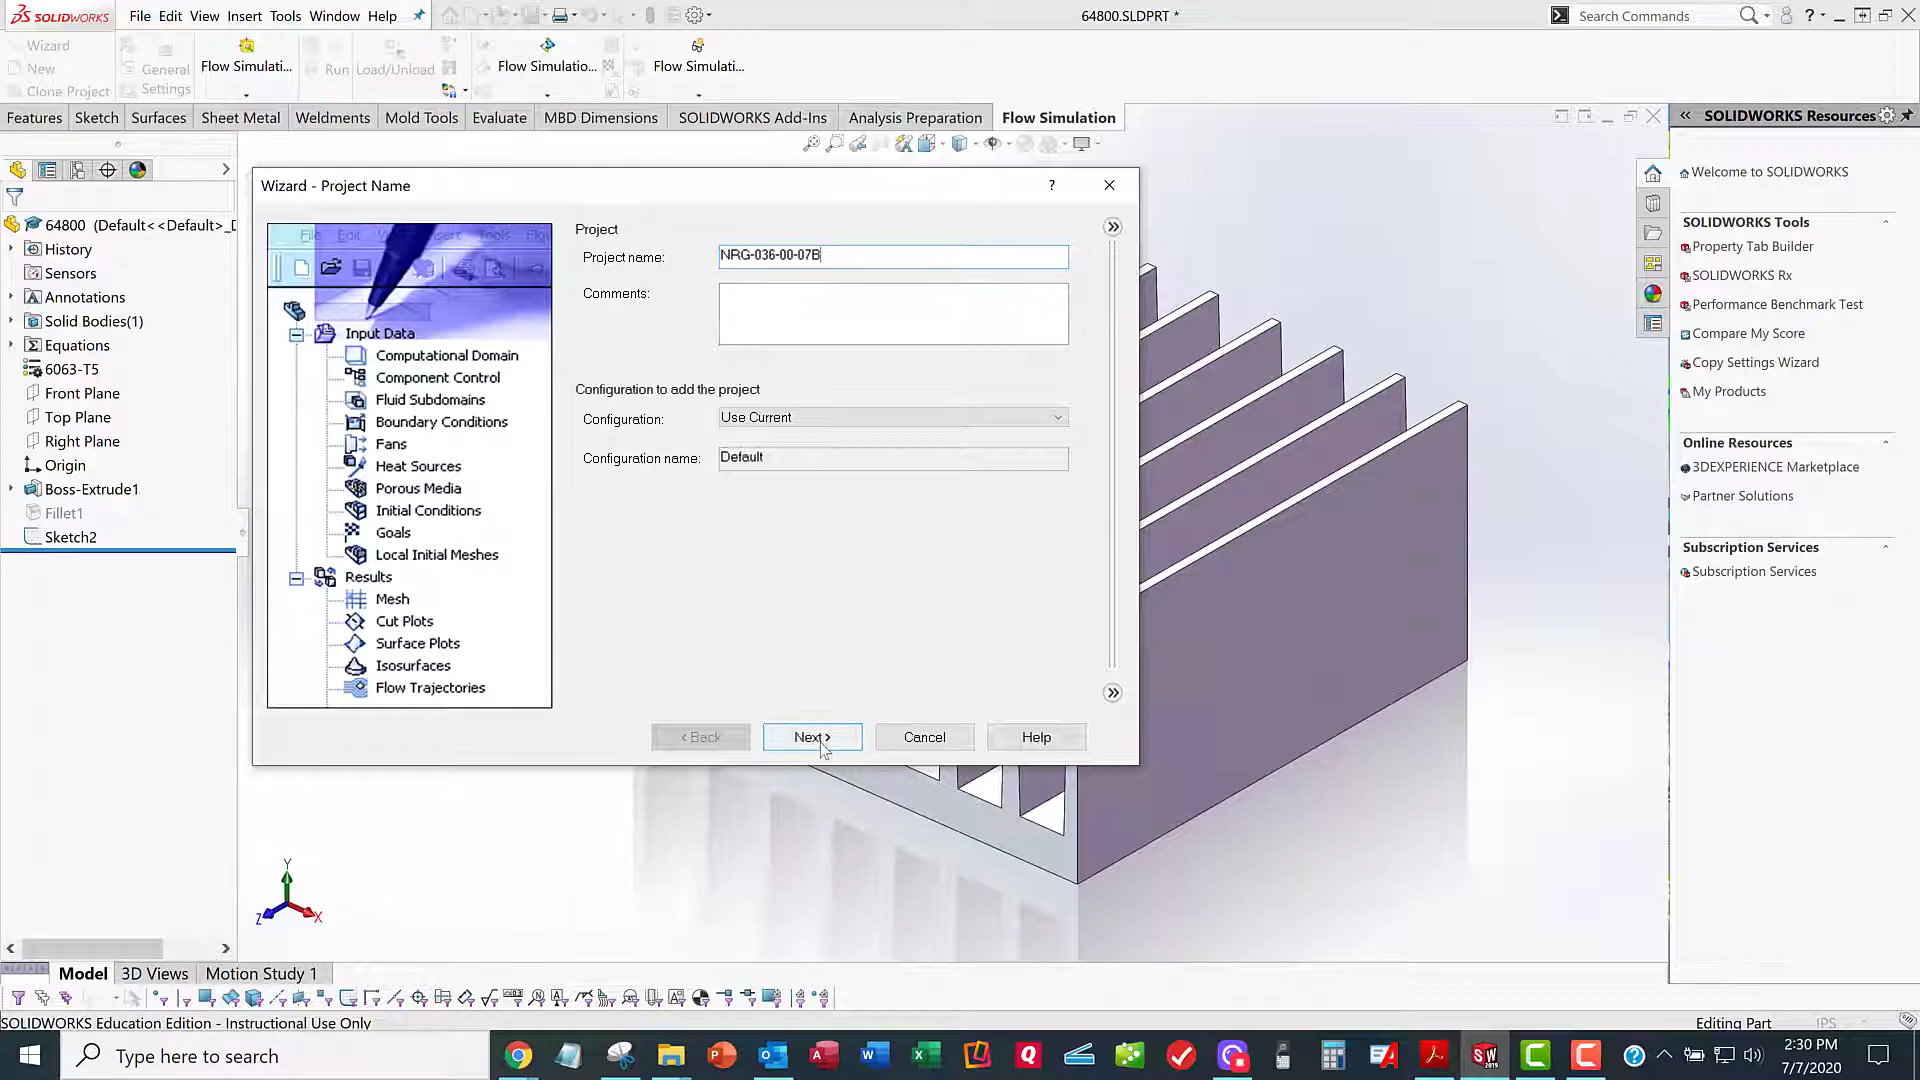 SOLIDWORKS File Edit View Insert Tools Window Help 64800.SLDPRT * Search Commands
Wizard
New
Clone Project
General Settings
Flow Simulati...
Run
Load/Unload
Flow Simulatio...
Flow Simulati...
Features Sketch Surfaces Sheet Metal Weldments Mold Tools Evaluate MBD Dimensions SOLIDWORKS Add-Ins Analysis Preparation Flow Simulation
64800 (Default<<Default>_D
History
Sensors
Annotations
Solid Bodies(1)
Equations
6063-T5
Front Plane
Top Plane
Right Plane
Origin
Boss-Extrude1
Fillet1
Sketch2
Wizard - Project Name
File Edit
Input Data
Computational Domain
Component Control
Fluid Subdomains
Boundary Conditions
Fans
Heat Sources
Porous Media
Initial Conditions
Goals
Local Initial Meshes
Results
Mesh
Cut Plots
Surface Plots
Isosurfaces
Flow Trajectories
Project
Project name: NRG-036-00-07B
Comments:
Configuration to add the project
Configuration: Use Current
Configuration name: Default
< Back Next > Cancel Help
SOLIDWORKS Resources
Welcome to SOLIDWORKS
SOLIDWORKS Tools
Property Tab Builder
SOLIDWORKS Rx
Performance Benchmark Test
Compare My Score
Copy Settings Wizard
My Products
Online Resources
3DEXPERIENCE Marketplace
Partner Solutions
Subscription Services
Subscription Services
Y
Z
X
Model 3D Views Motion Study 1
SOLIDWORKS Education Edition - Instructional Use Only
Editing Part IPS
Type here to search
2:30 PM
7/7/2020